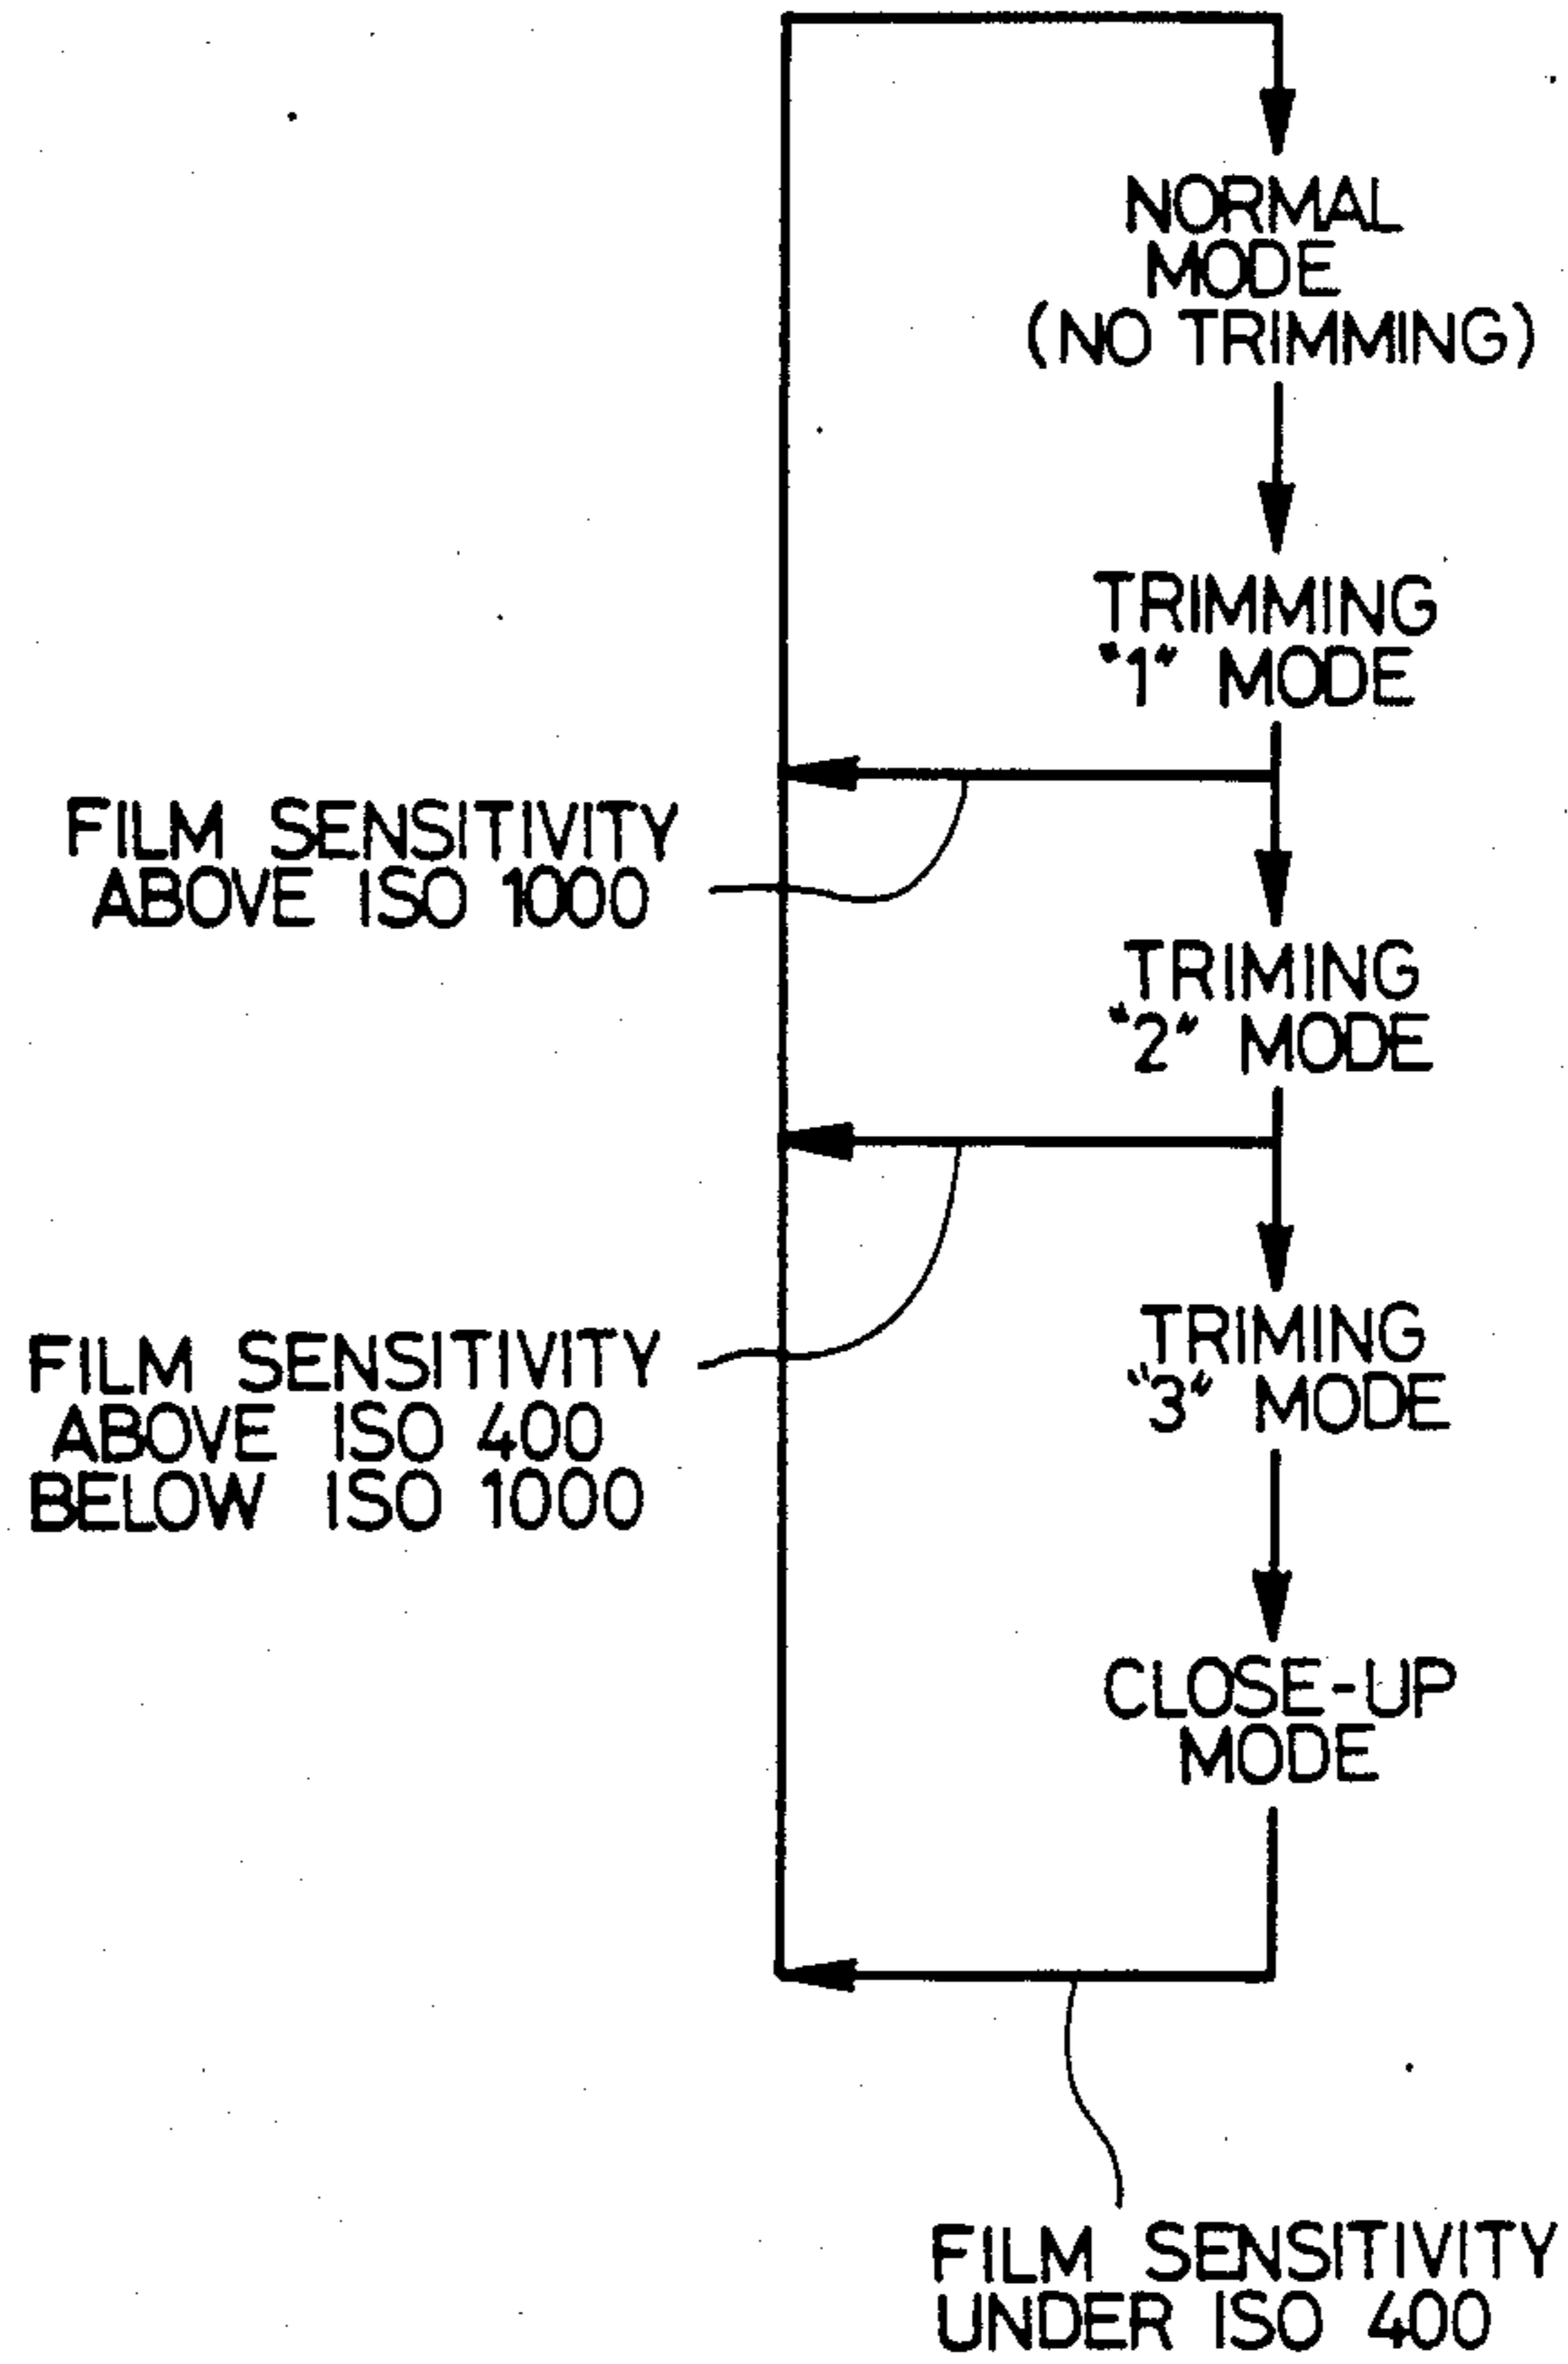 NORMAL
MODE
(NO TRIMMING)
TRIMMING
"1" MODE
FILM SENSITIVITY
ABOVE ISO 1000
TRIMING
"2" MODE
FILM SENSITIVITY
ABOVE ISO 400
BELOW ISO 1000
TRIMING
"3" MODE
CLOSE-UP
MODE
FILM SENSITIVITY
UNDER ISO 400